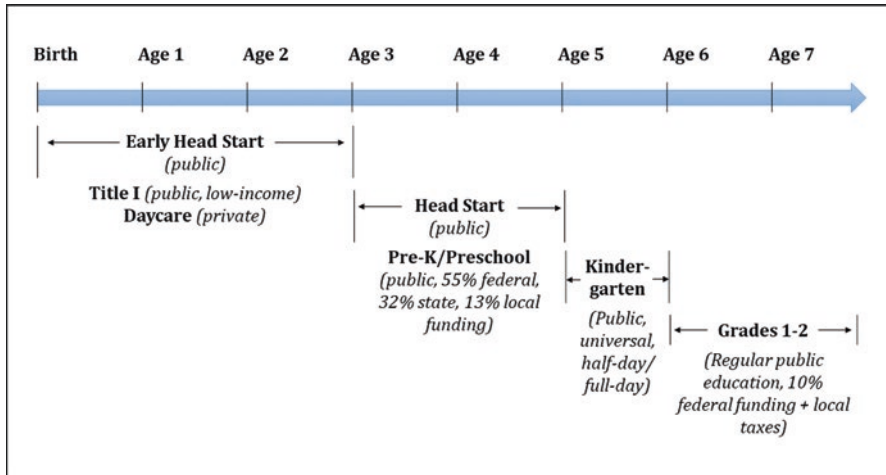 Birth Age 1 Age 2 Age 3 Age 4 Age 5 Age 6 Age 7
Early Head Start
(public)
Title I (public, low-income)
Daycare (private)
Head Start
(public)
Pre-K/Preschool
(public, 55% federal,
32% state, 13% local
funding)
Kinder-
garten
(Public,
universal,
half-day/
full-day)
Grades 1-2
(Regular public
education, 10%
federal funding + local
taxes)